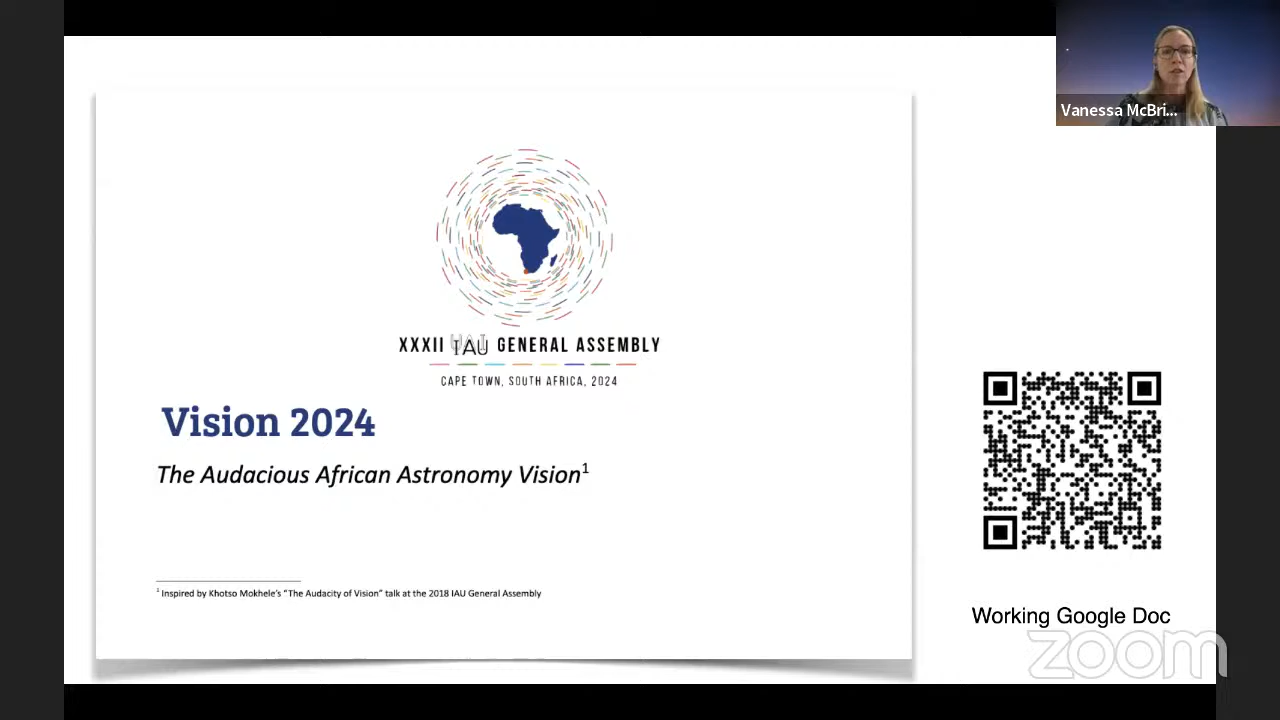 Vanessa McBri...
XXXII IAU GENERAL ASSEMBLY
CAPE TOWN, SOUTH AFRICA, 2024
Vision 2024
The Audacious African Astronomy Vision¹
¹ Inspired by Khotso Mokhele's "The Audacity of Vision" talk at the 2018 IAU General Assembly
Working Google Doc
zoom